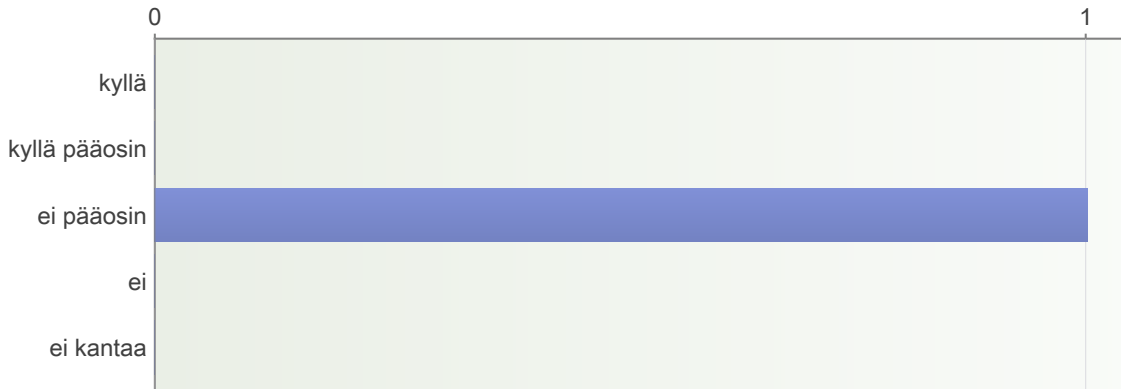 0 1
kyllä
kyllä pääosin
ei pääosin
ei
ei kantaa